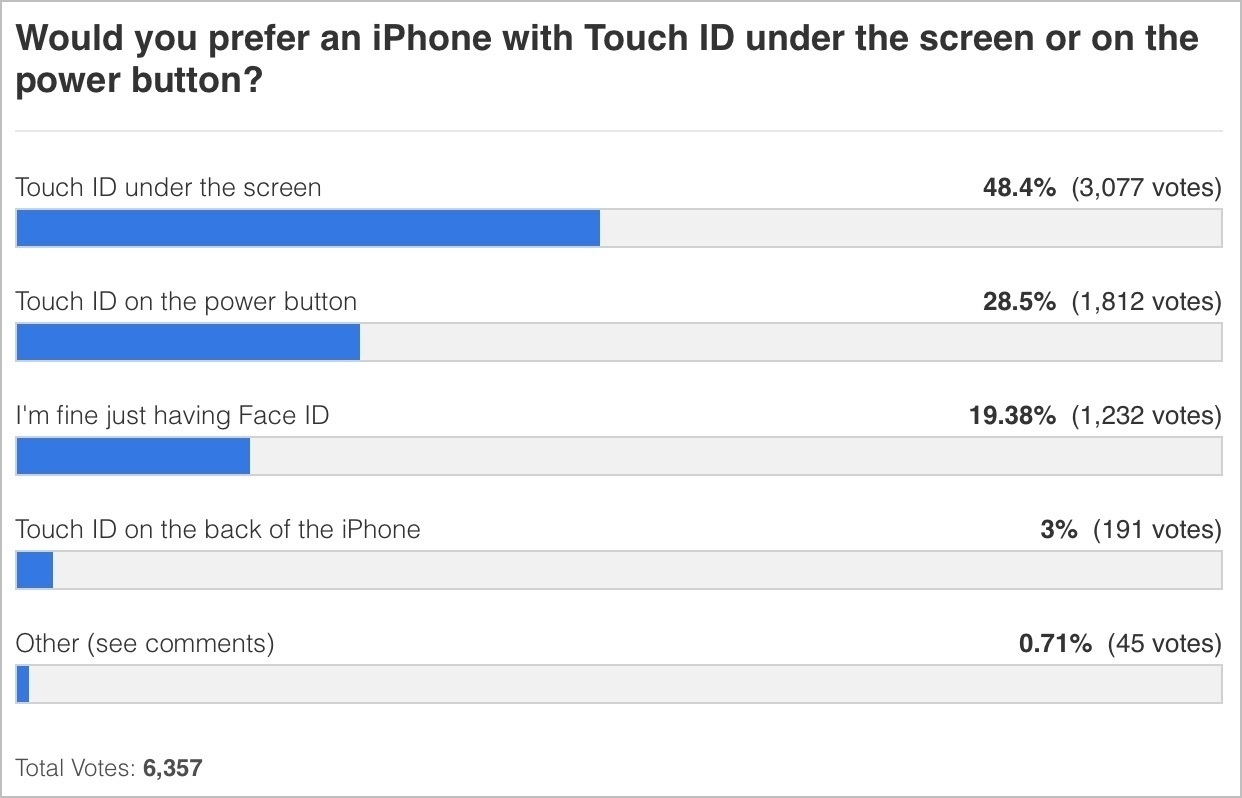 Would you prefer an iPhone with Touch ID under the screen or on the
power button?
Touch ID under the screen 48.4% (3,077 votes)
Touch ID on the power button 28.5% (1,812 votes)
I'm fine just having Face ID 19.38% (1,232 votes)
Touch ID on the back of the iPhone 3% (191 votes)
Other (see comments) 0.71% (45 votes)
Total Votes: 6,357